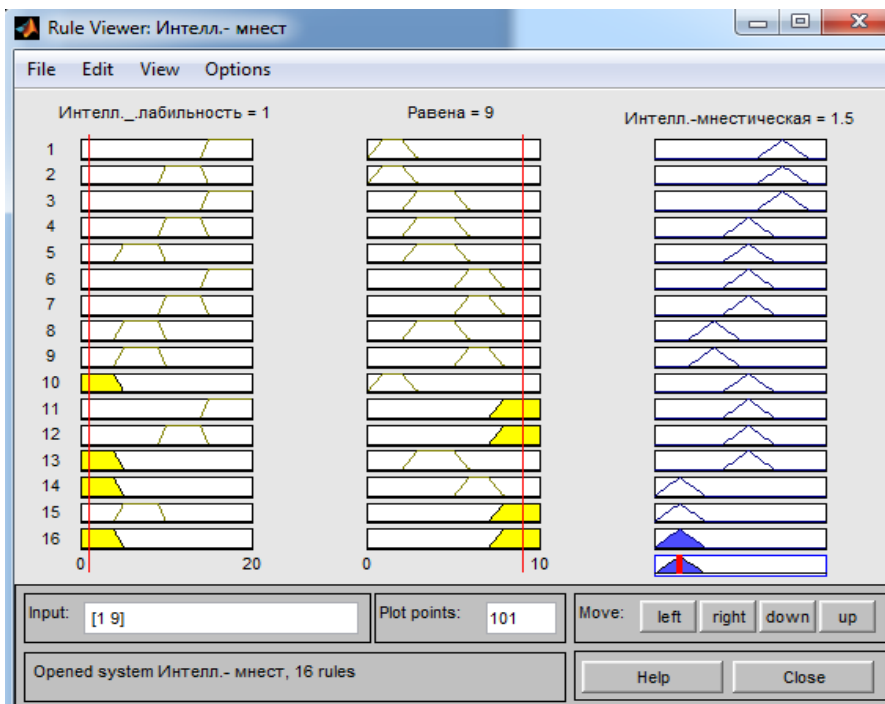 Rule Viewer: Интелл.- мнест
File Edit View Options
Интелл._.лабильность = 1
Равена = 9
Интелл.-мнестическая = 1.5
1
2
3
4
5
6
7
8
9
10
11
12
13
14
15
16
0 20
0 10
Input: [1 9]
Plot points: 101
Move: left right down up
Opened system Интелл.- мнест, 16 rules
Help Close